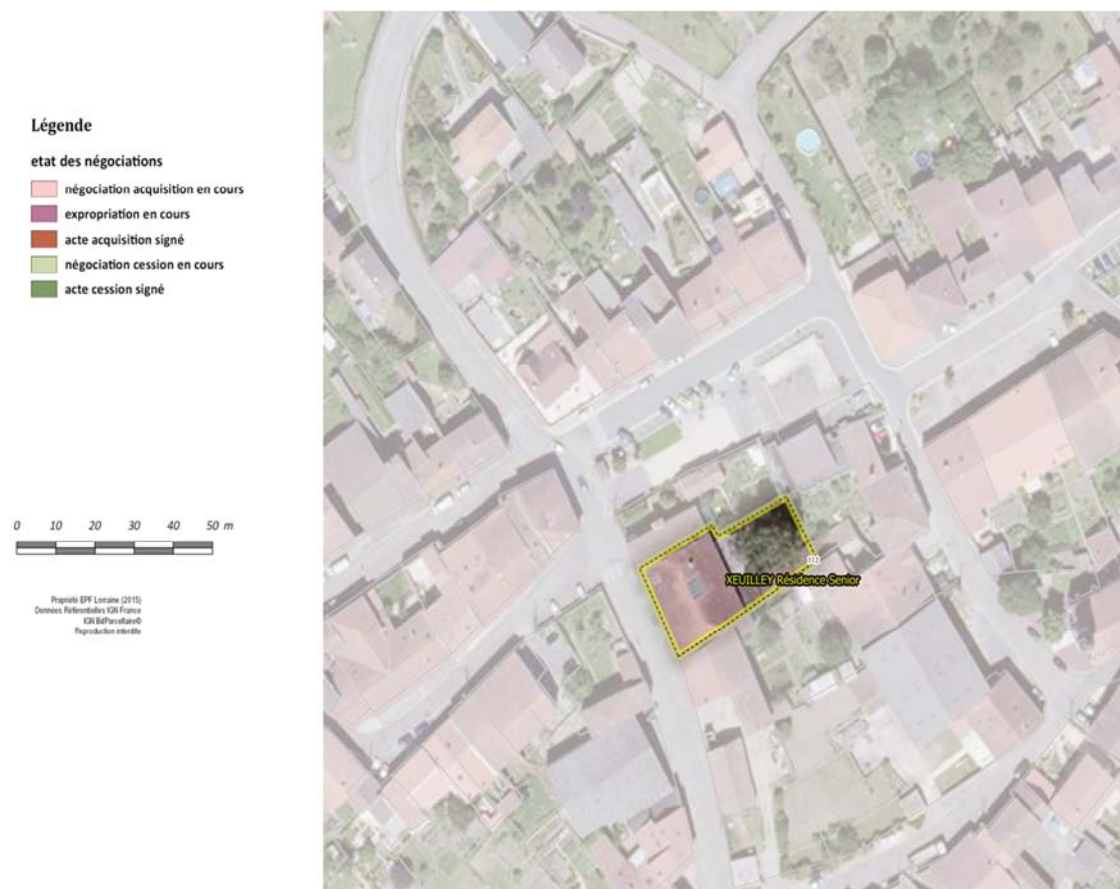 Légende
etat des négociations
négociation acquisition en cours
expropriation en cours
acte acquisition signé
négociation cession en cours
acte cession signé
0 10 20 30 40 50 m
Propriété EPF Lorraine (2015)
Données Référentielles IGN France
IGN BdParcellaire©
Reproduction interdite
112
XEUILLEY Résidence Senior